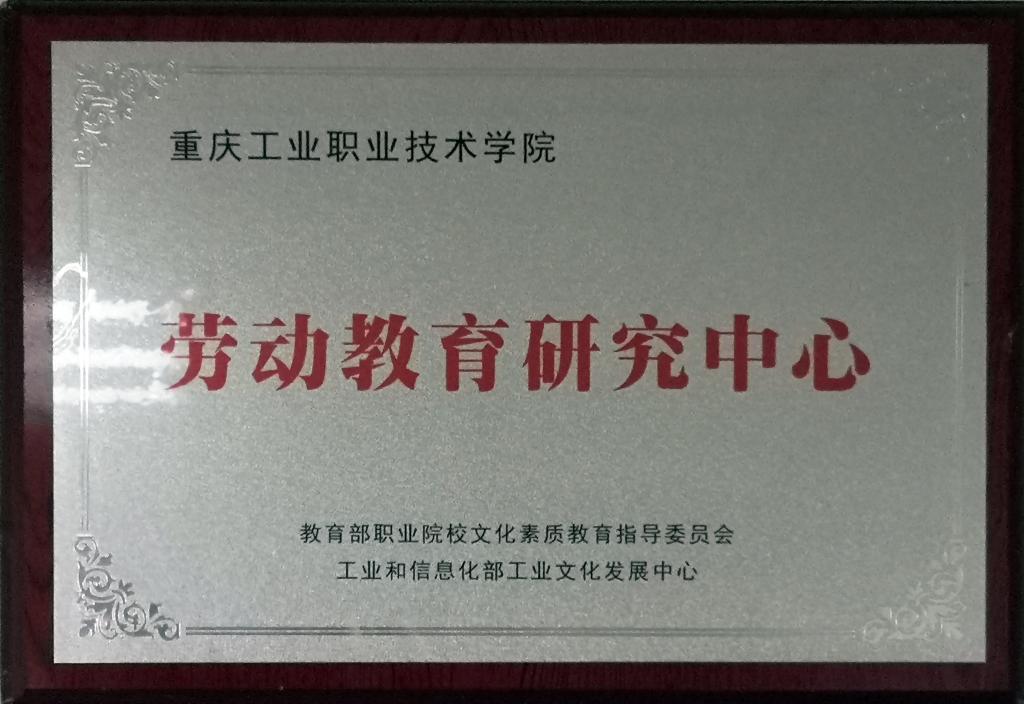 重庆工业职业技术学院
劳动教育研究中心
教育部职业院校文化素质教育指导委员会
工业和信息化部工业文化发展中心